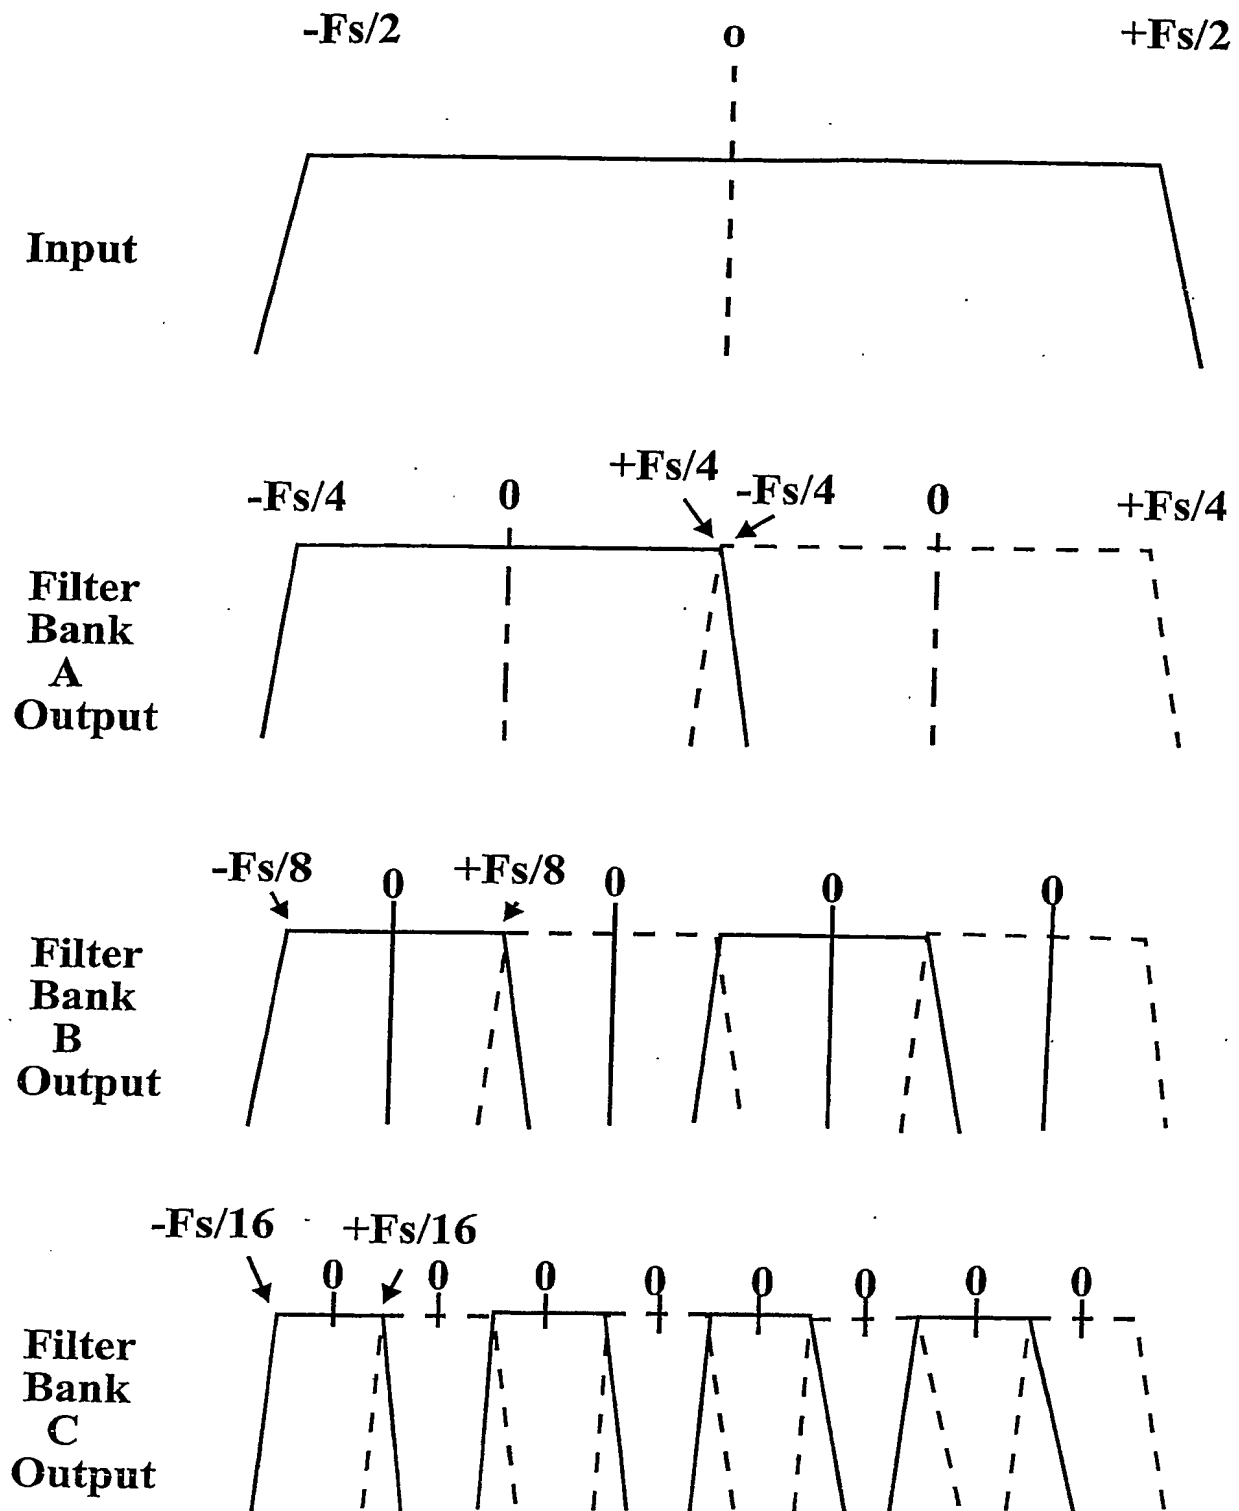 -Fs/2 o +Fs/2
Input
+Fs/4
-Fs/4 0 -Fs/4 0 +Fs/4
Filter
Bank
A
Output
-Fs/8 0 +Fs/8 0 0 0
Filter
Bank
B
Output
-Fs/16 +Fs/16
0 0 0 0 0 0 0 0
Filter
Bank
C
Output